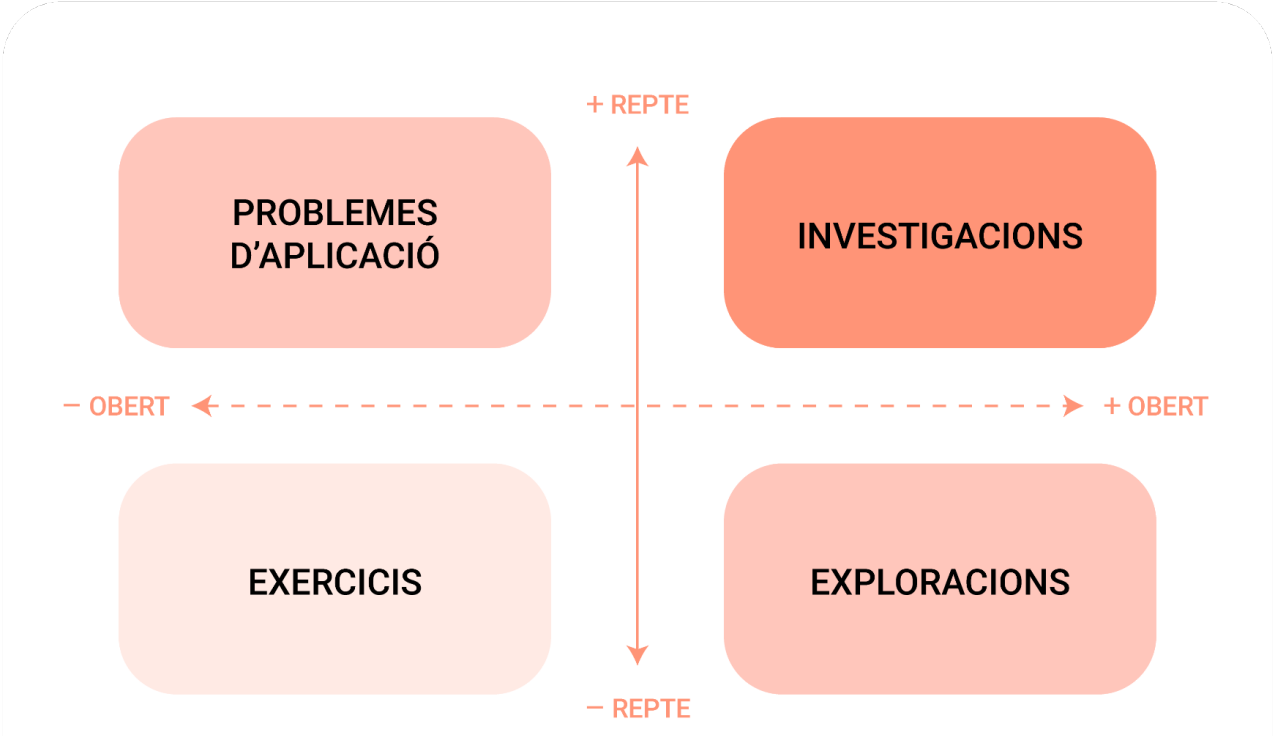 + REPTE
PROBLEMES
D’APLICACIÓ
INVESTIGACIONS
− OBERT
+ OBERT
EXERCICIS
EXPLORACIONS
− REPTE